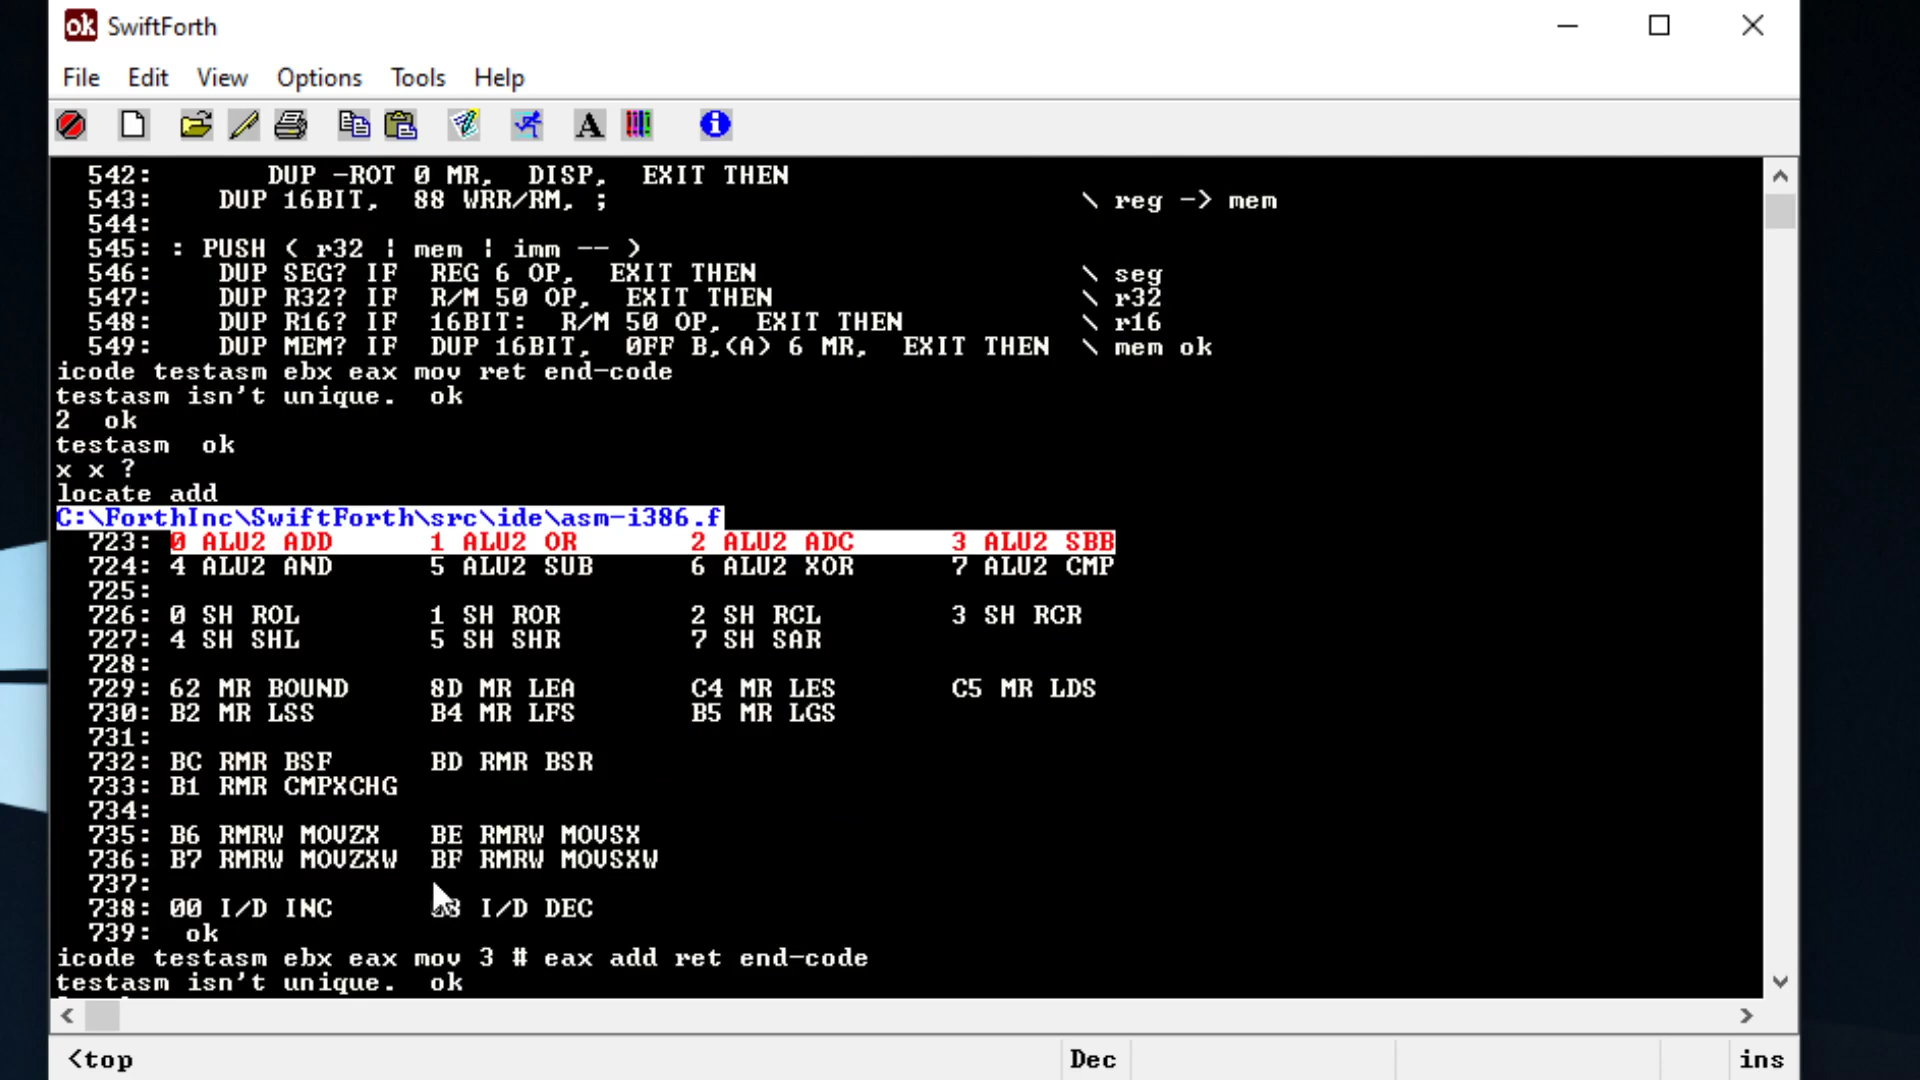 ok SwiftForth
File Edit View Options Tools Help
542: DUP -ROT 0 MR, DISP, EXIT THEN
543: DUP 16BIT, 88 WRR/RM, ; \ reg -> mem
544:
545: : PUSH ( r32 | mem | imm -- )
546: DUP SEG? IF REG 6 OP, EXIT THEN \ seg
547: DUP R32? IF R/M 50 OP, EXIT THEN \ r32
548: DUP R16? IF 16BIT: R/M 50 OP, EXIT THEN \ r16
549: DUP MEM? IF DUP 16BIT, 0FF B,(A) 6 MR, EXIT THEN \ mem ok
icode testasm ebx eax mov ret end-code
testasm isn't unique. ok
2 ok
testasm ok
x x ?
locate add
C:\ForthInc\SwiftForth\src\ide\asm-i386.f
723: 0 ALU2 ADD 1 ALU2 OR 2 ALU2 ADC 3 ALU2 SBB
724: 4 ALU2 AND 5 ALU2 SUB 6 ALU2 XOR 7 ALU2 CMP
725:
726: 0 SH ROL 1 SH ROR 2 SH RCL 3 SH RCR
727: 4 SH SHL 5 SH SHR 7 SH SAR
728:
729: 62 MR BOUND 8D MR LEA C4 MR LES C5 MR LDS
730: B2 MR LSS B4 MR LFS B5 MR LGS
731:
732: BC RMR BSF BD RMR BSR
733: B1 RMR CMPXCHG
734:
735: B6 RMRW MOVZX BE RMRW MOVSX
736: B7 RMRW MOVZXW BF RMRW MOVSXW
737:
738: 00 I/D INC I/D DEC
739: ok
icode testasm ebx eax mov 3 # eax add ret end-code
testasm isn't unique. ok
<top Dec ins